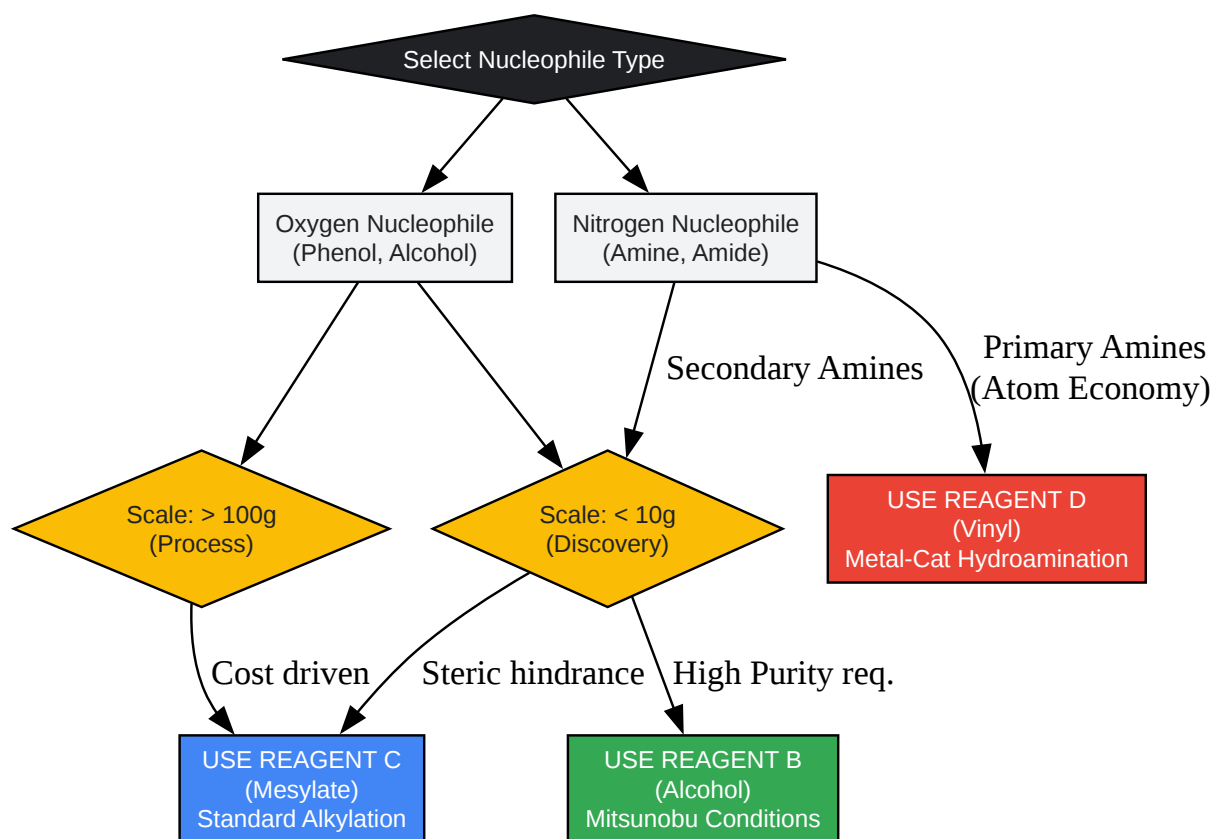 Select Nucleophile Type
Oxygen Nucleophile
(Phenol, Alcohol)
Nitrogen Nucleophile
(Amine, Amide)
Secondary Amines
Primary Amines
(Atom Economy)
Scale: > 100g
(Process)
Scale: < 10g
(Discovery)
USE REAGENT D
(Vinyl)
Metal-Cat Hydroamination
Cost driven
Steric hindrance
High Purity req.
USE REAGENT C
(Mesylate)
Standard Alkylation
USE REAGENT B
(Alcohol)
Mitsunobu Conditions